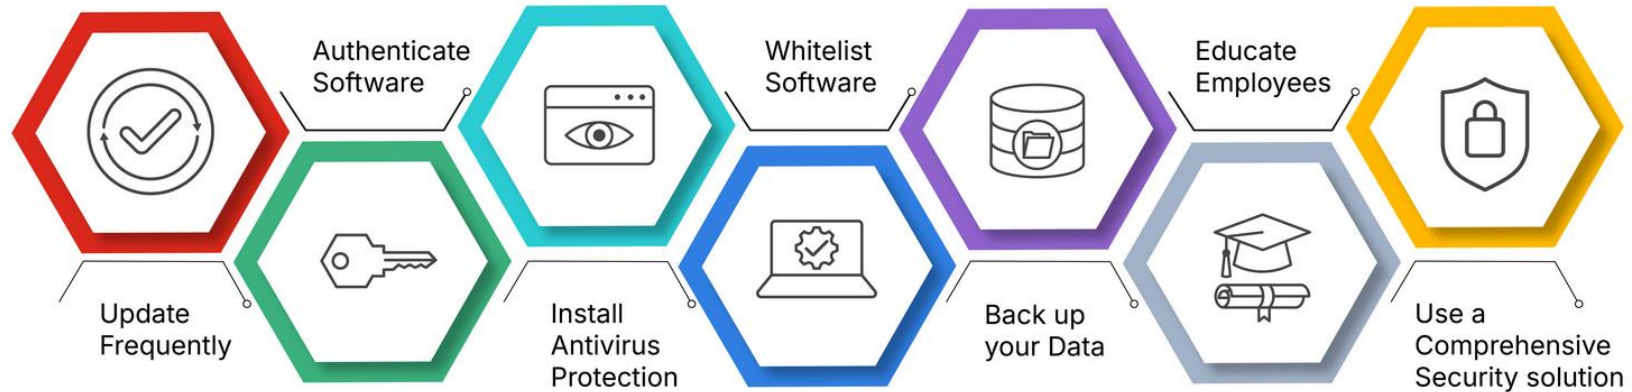 Update
Frequently
Authenticate
Software
Install
Antivirus
Protection
Whitelist
Software
Back up
your Data
Educate
Employees
Use a
Comprehensive
Security solution